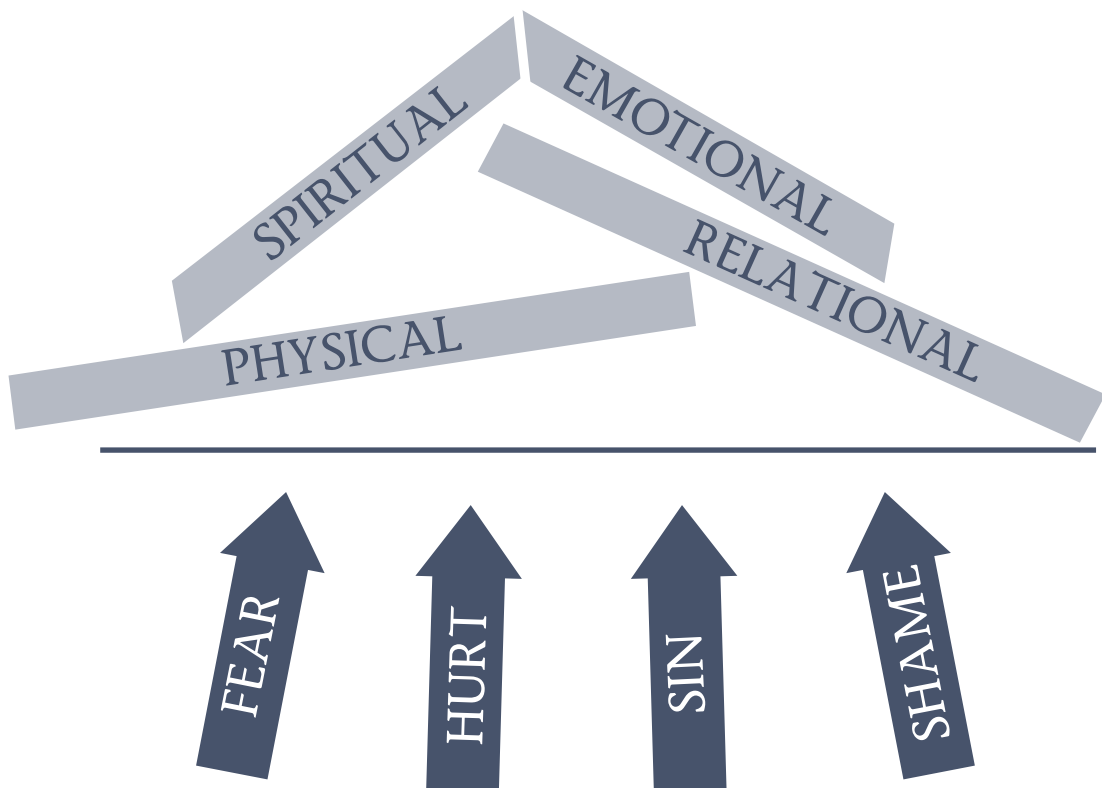 SPIRITUAL
EMOTIONAL
RELATIONAL
PHYSICAL
FEAR
HURT
SIN
SHAME